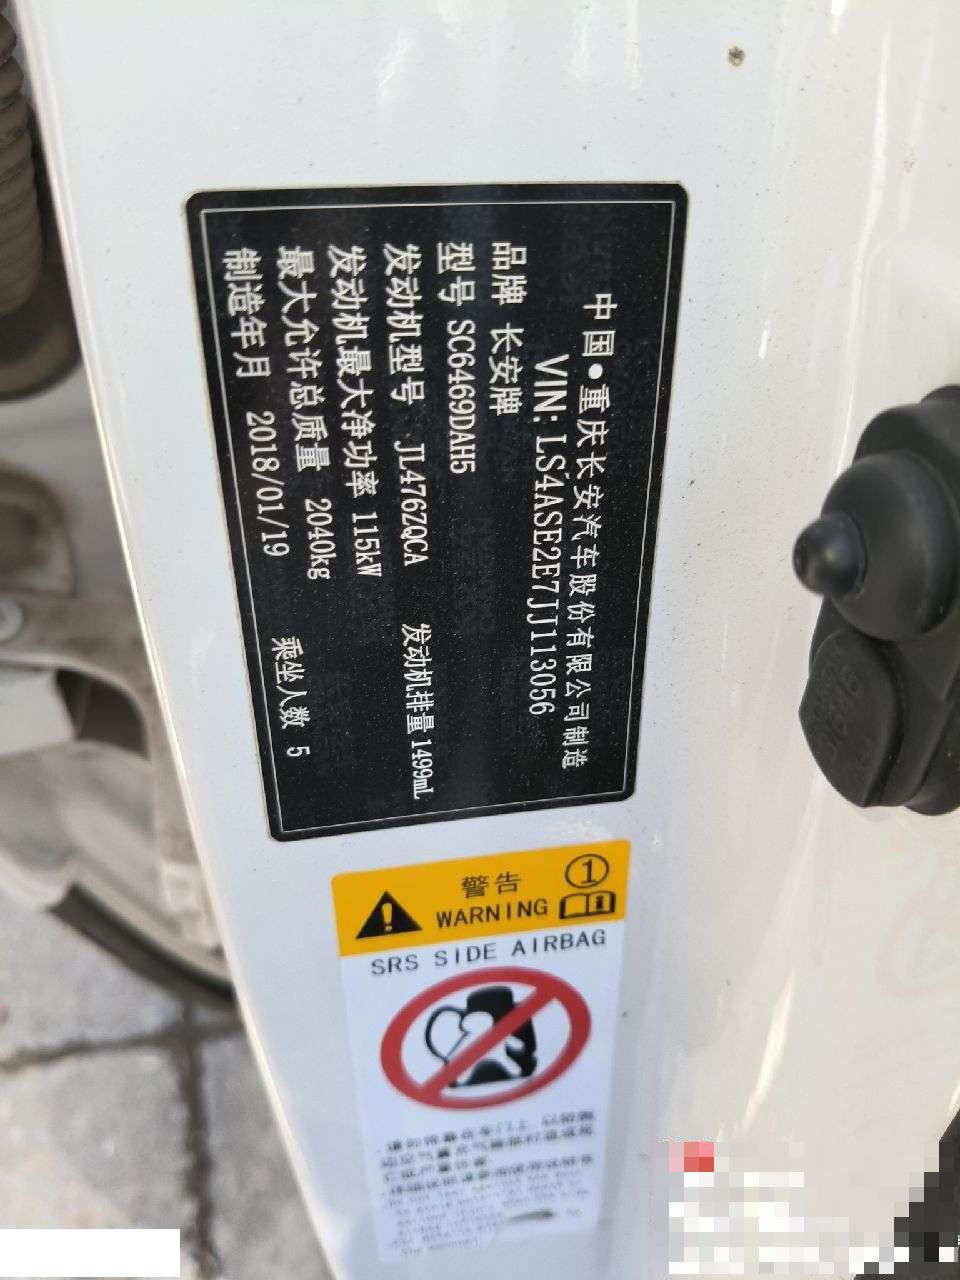 中国●重庆长安汽车股份有限公司制造
VIN: LS4ASE2E7JJ113056
品牌 长安牌
型号 SC6469DAH5
发动机型号 JL476ZQCA 发动机排量 1499mL
发动机最大净功率 115kW
最大允许总质量 2040kg
制造年月 2018/01/19 乘坐人数 5
警告 ①
WARNING
SRS SIDE AIRBAG